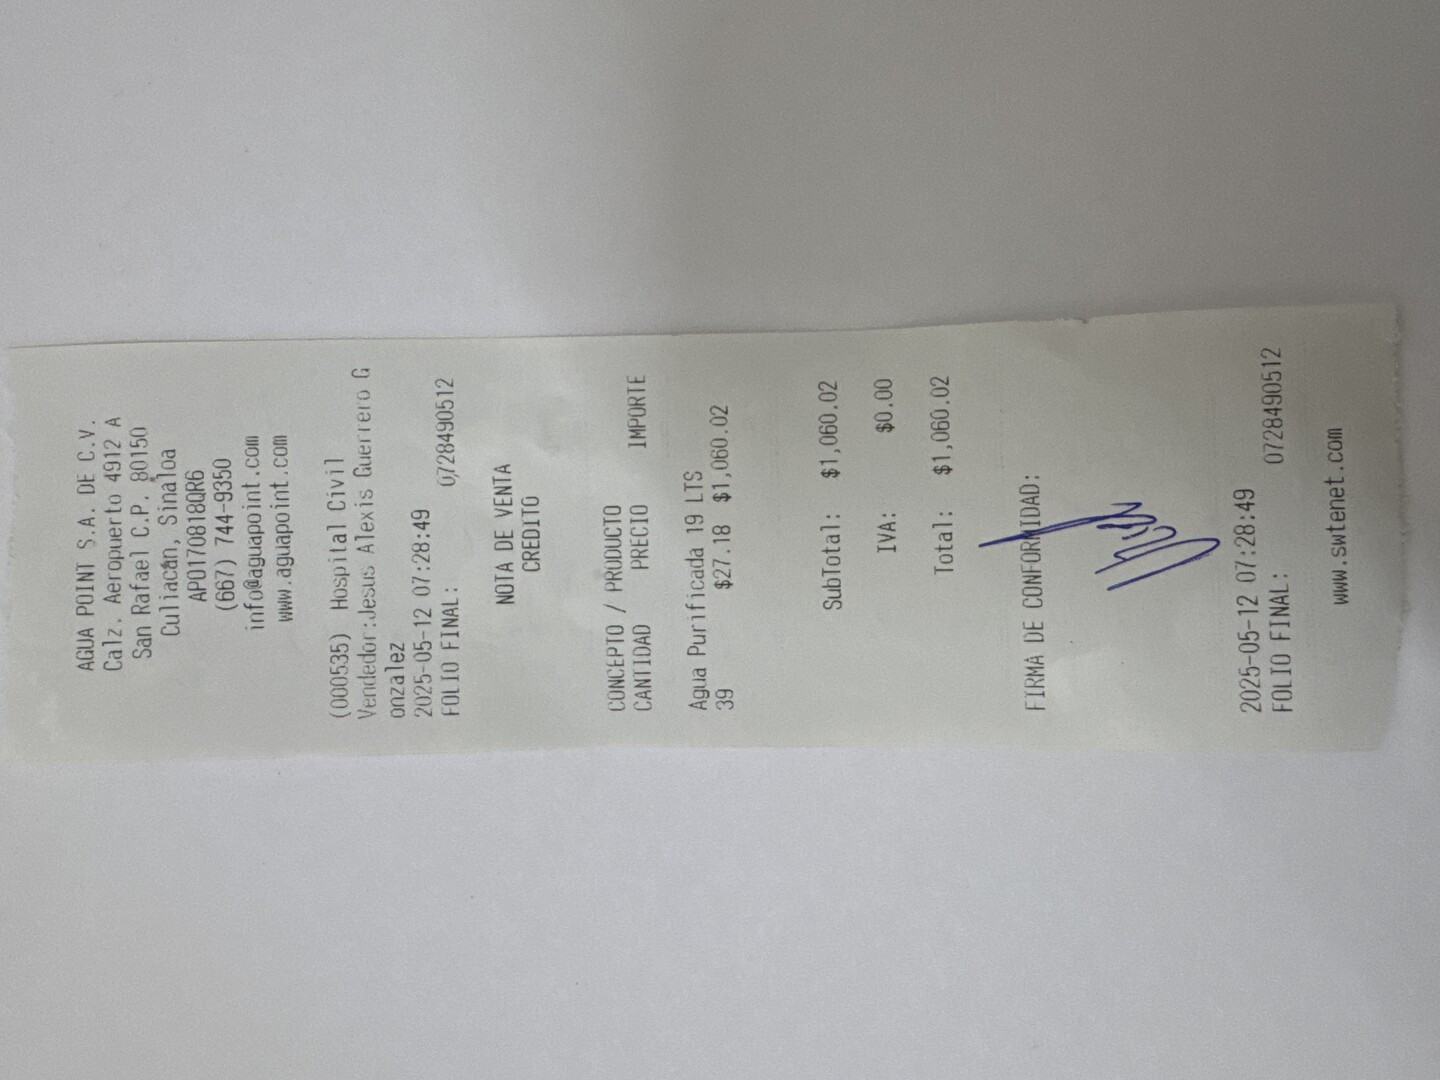 AGUA POINT S.A. DE C.V.
Calz. Aeropuerto 4912 A
San Rafael C.P. 80150
Culiacán, Sinaloa
APO170818QR6
(667) 744-9350
info@aguapoint.com
www.aguapoint.com
(000535) Hospital Civil
Vendedor:Jesus Alexis Guerrero G
onzalez
2025-05-12 07:28:49
FOLIO FINAL: 0728490512
NOTA DE VENTA
CREDITO
CONCEPTO / PRODUCTO
CANTIDAD PRECIO IMPORTE
Agua Purificada 19 LTS
39 $27.18 $1,060.02
SubTotal: $1,060.02
IVA: $0.00
Total: $1,060.02
FIRMA DE CONFORMIDAD:
2025-05-12 07:28:49
FOLIO FINAL: 0728490512
www.swtenet.com